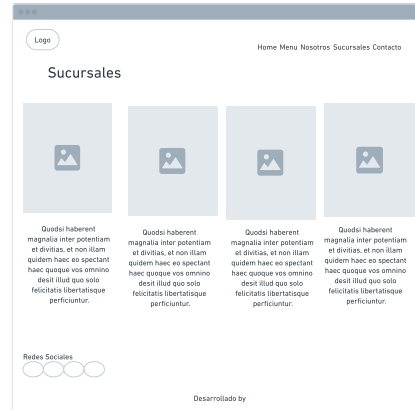 Logo
Home Menu Nosotros Sucursales Contacto
Sucursales
Quodsi haberent
magnalia inter potentiam
et divitias, et non illam
quidem haec eo spectant
haec quoque vos omnino
desit illud quo solo
felicitatis libertatisque
perficiuntur.
Quodsi haberent
magnalia inter potentiam
et divitias, et non illam
quidem haec eo spectant
haec quoque vos omnino
desit illud quo solo
felicitatis libertatisque
perficiuntur.
Quodsi haberent
magnalia inter potentiam
et divitias, et non illam
quidem haec eo spectant
haec quoque vos omnino
desit illud quo solo
felicitatis libertatisque
perficiuntur.
Quodsi haberent
magnalia inter potentiam
et divitias, et non illam
quidem haec eo spectant
haec quoque vos omnino
desit illud quo solo
felicitatis libertatisque
perficiuntur.
Redes Sociales
Desarrollado by